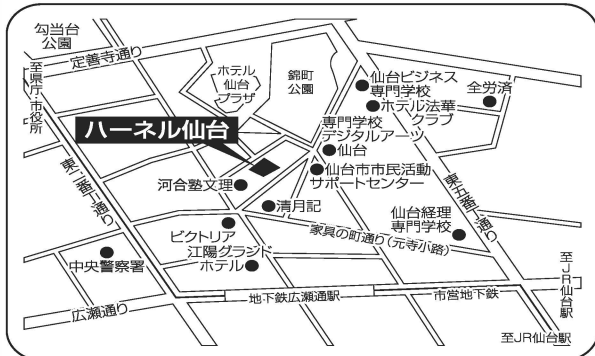 勾当台
公園
定善寺通り
至県庁・市役所
ホテル
仙台
プラザ
錦町
公園
仙台ビジネス
専門学校
ホテル法華
クラブ
全労済
ハーネル仙台
専門学校
デジタルアーツ
仙台
仙台市市民活動
サポートセンター
河合塾文理
清月記
東二番丁通り
東五番丁通り
ビクトリア
江陽グランド
ホテル
家具の町通り(元寺小路)
仙台経理
専門学校
中央警察署
広瀬通り
地下鉄広瀬通駅
市営地下鉄
至JR仙台駅
至JR仙台駅